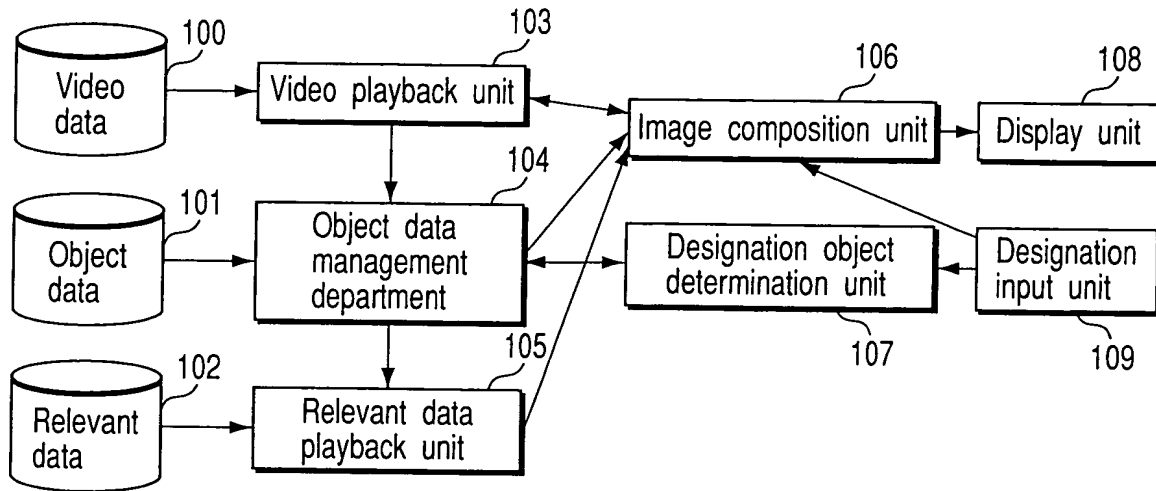 100
Video
data
103
Video playback unit
106
Image composition unit
108
Display unit
101
Object
data
104
Object data
management
department
Designation object
determination unit
107
Designation
input unit
109
102
Relevant
data
105
Relevant data
playback unit